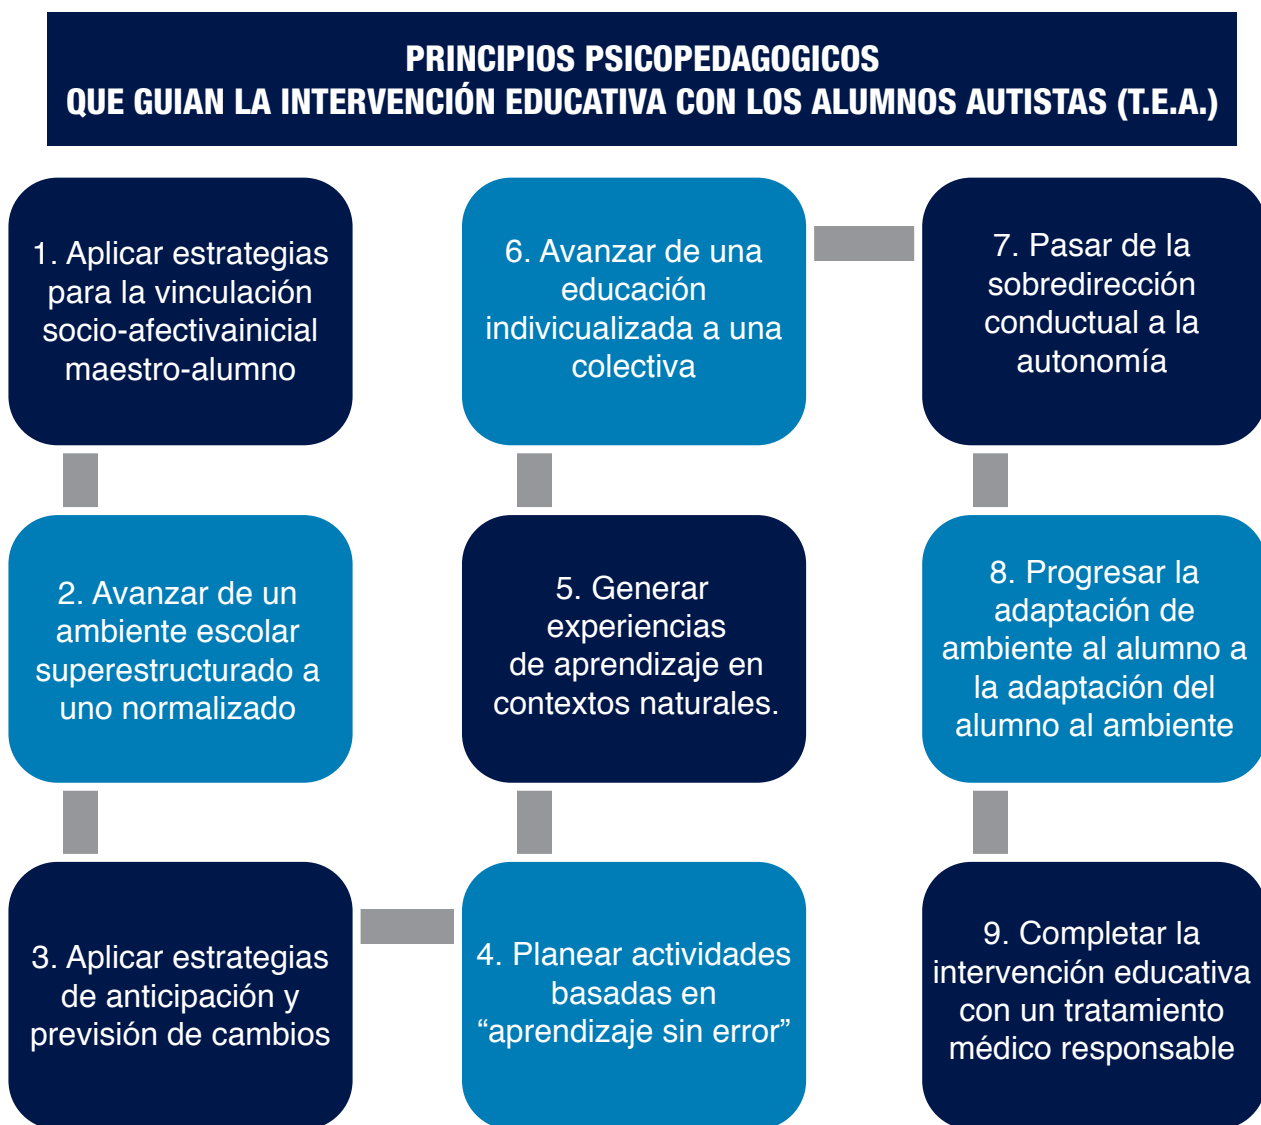 PRINCIPIOS PSICOPEDAGOGICOS
QUE GUIAN LA INTERVENCIÓN EDUCATIVA CON LOS ALUMNOS AUTISTAS (T.E.A.)
1. Aplicar estrategias
para la vinculación
socio-afectivainicial
maestro-alumno
2. Avanzar de un
ambiente escolar
superestructurado a
uno normalizado
3. Aplicar estrategias
de anticipación y
previsión de cambios
4. Planear actividades
basadas en
“aprendizaje sin error”
5. Generar
experiencias
de aprendizaje en
contextos naturales.
6. Avanzar de una
educación
indivicualizada a una
colectiva
7. Pasar de la
sobredirección
conductual a la
autonomía
8. Progresar la
adaptación de
ambiente al alumno a
la adaptación del
alumno al ambiente
9. Completar la
intervención educativa
con un tratamiento
médico responsable